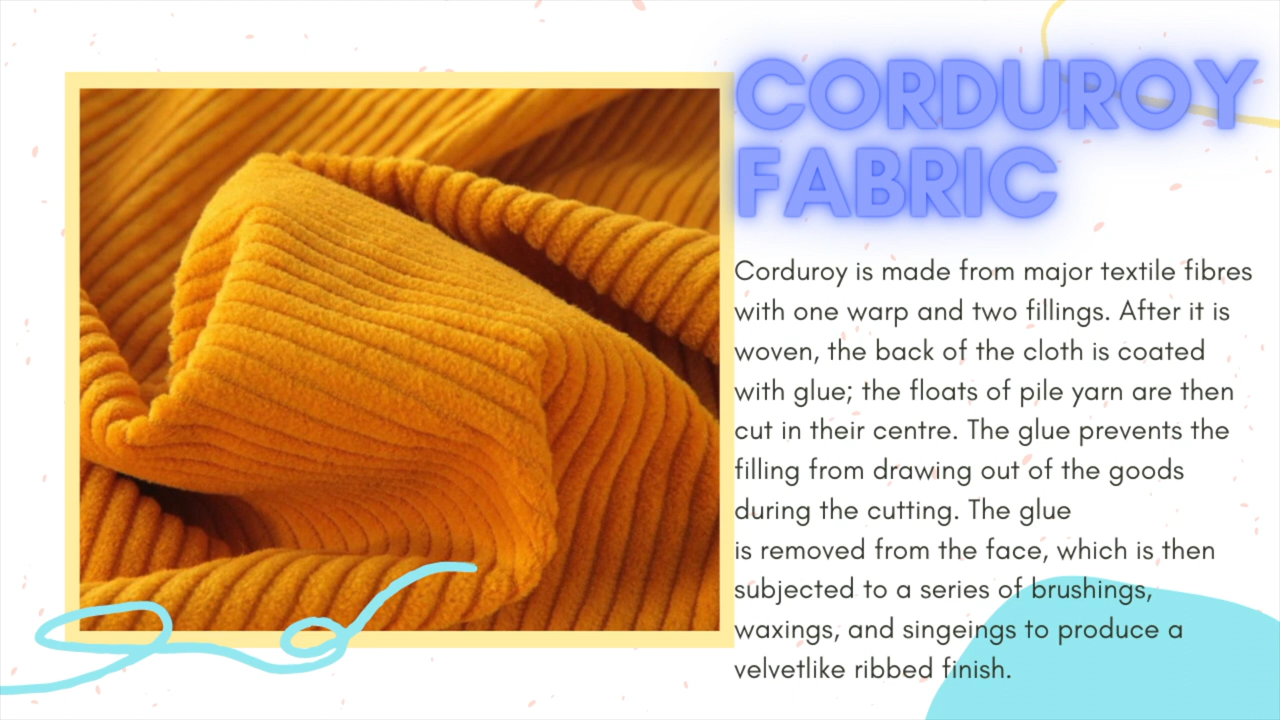 CORDUROY
FABRIC
Corduroy is made from major textile fibres
with one warp and two fillings. After it is
woven, the back of the cloth is coated
with glue; the floats of pile yarn are then
cut in their centre. The glue prevents the
filling from drawing out of the goods
during the cutting. The glue
is removed from the face, which is then
subjected to a series of brushings,
waxings, and singeings to produce a
velvetlike ribbed finish.